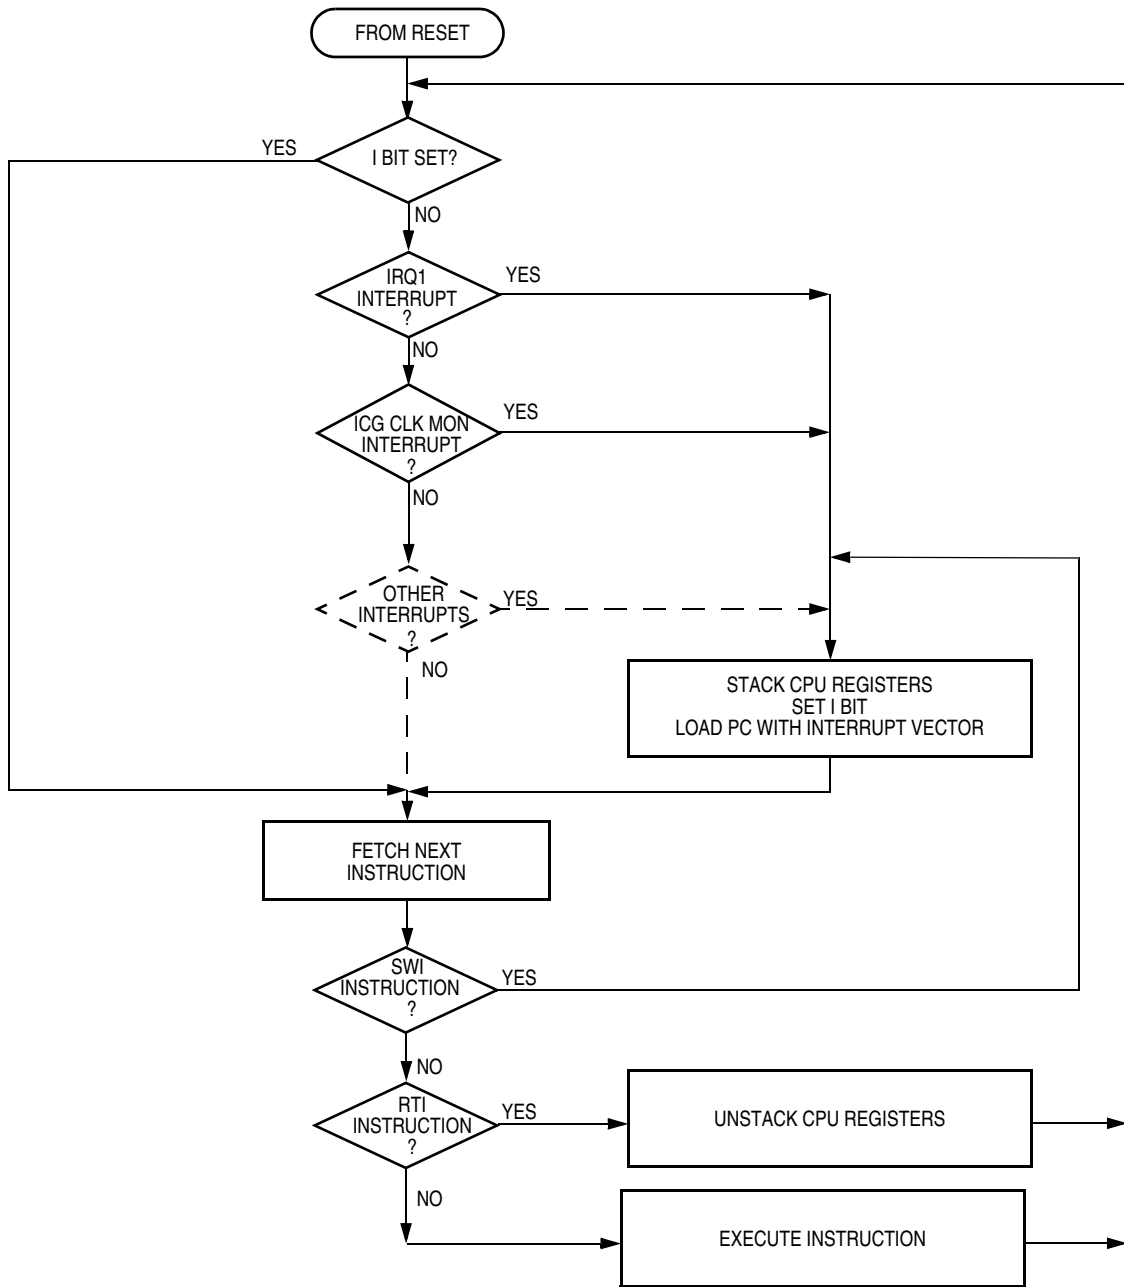 FROM RESET
YES
I BIT SET?
NO
IRQ1
INTERRUPT
?
YES
NO
ICG CLK MON
INTERRUPT
?
YES
NO
OTHER
INTERRUPTS
?
YES
NO
STACK CPU REGISTERS
SET I BIT
LOAD PC WITH INTERRUPT VECTOR
FETCH NEXT
INSTRUCTION
SWI
INSTRUCTION
?
YES
NO
RTI
INSTRUCTION
?
YES
UNSTACK CPU REGISTERS
NO
EXECUTE INSTRUCTION